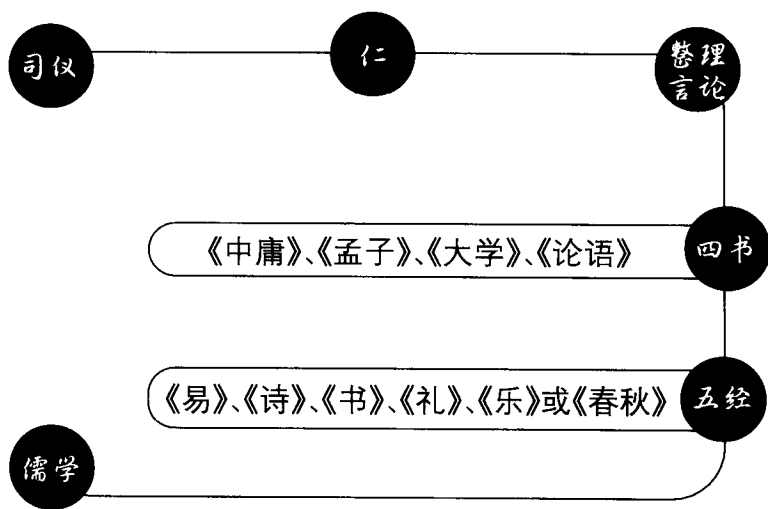 司仪
仁
整理
言论
《中庸》、《孟子》、《大学》、《论语》
四书
《易》、《诗》、《书》、《礼》、《乐》或《春秋》
五经
儒学